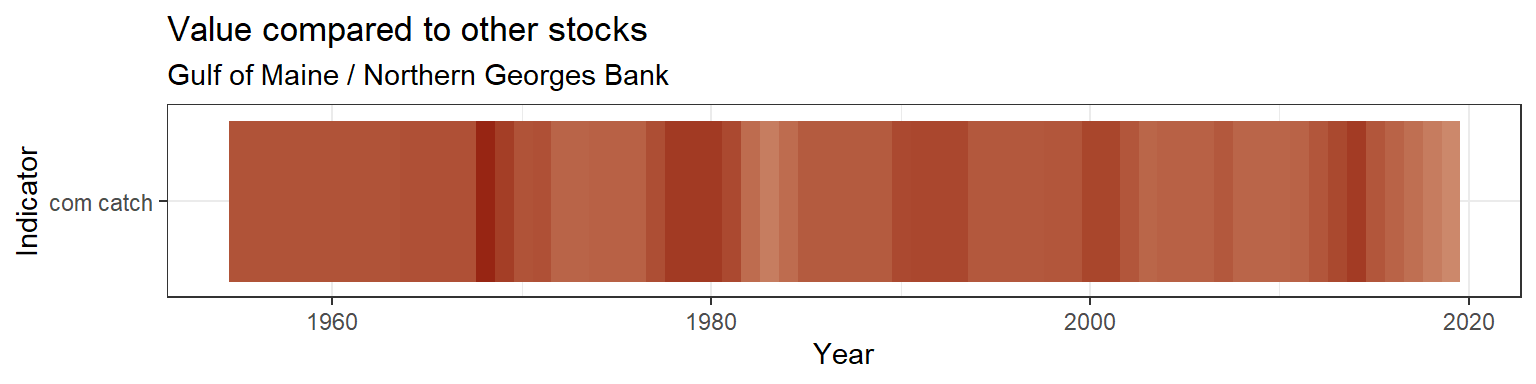 Value compared to other stocks
Gulf of Maine / Northern Georges Bank
Indicator
com catch
1960 1980 2000 2020
Year